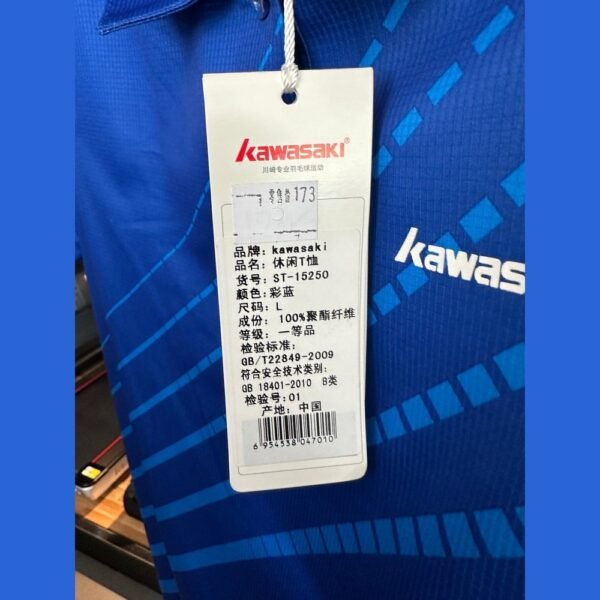 kawasaki®
川崎专业羽毛球运动
零售价 173
品牌: kawasaki
品名: 休闲T恤
货号: ST-15250
颜色: 彩蓝
尺码: L
成份: 100%聚酯纤维
等级: 一等品
检验标准:
GB/T22849-2009
符合安全技术类别:
GB 18401-2010 B类
检验号:01
产地: 中国
6 954538 047010
kawas